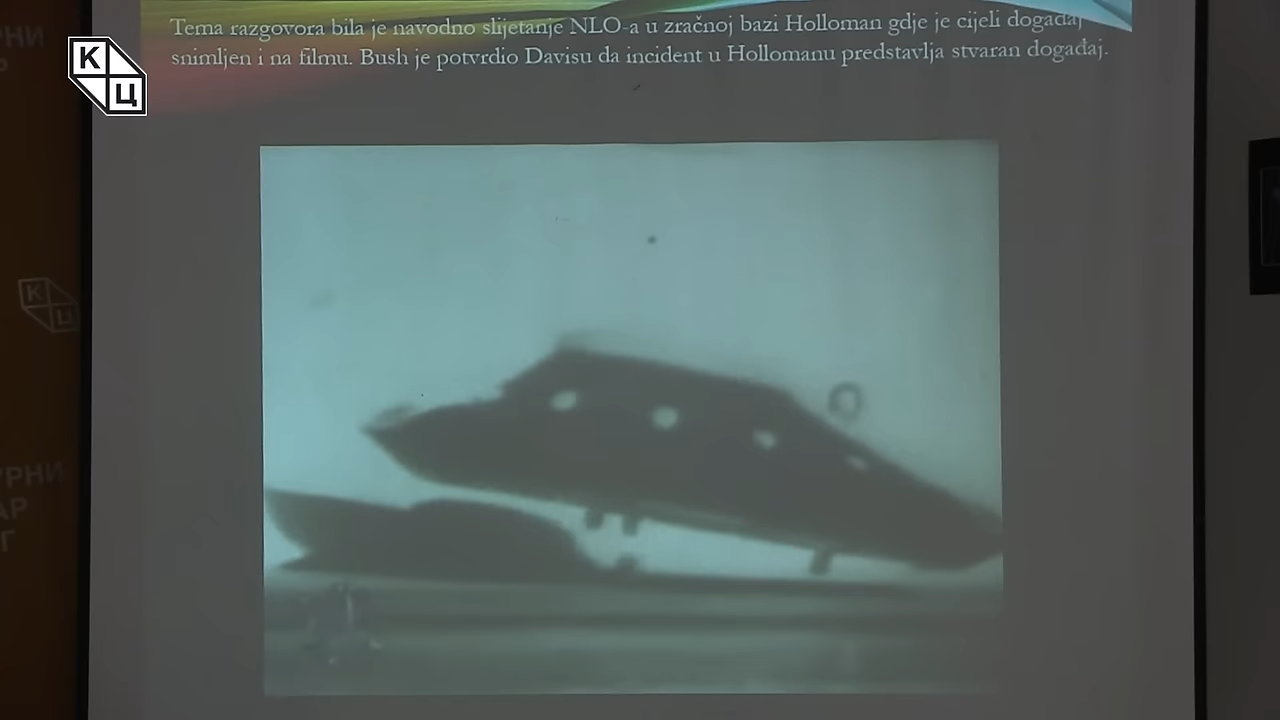 Tema razgovora bila je navodno slijetanje NLO-a u zračnoj bazi Holloman gdje je cijeli događaj
snimljen i na filmu. Bush je potvrdio Davisu da incident u Hollomanu predstavlja stvaran događaj.
К
Ц
К
Ц